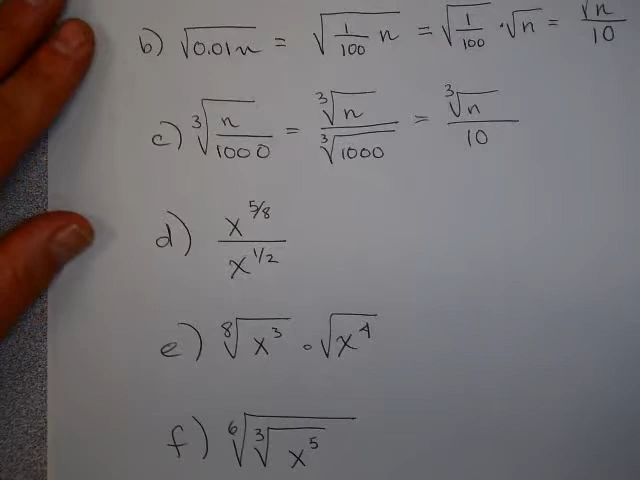 b) √(0.01n) = √(1/100 n) = √(1/100) · √n = √n/10
c) ∛(n/1000) = ∛n/∛1000 = ∛n/10
d) x^(5/8)/x^(1/2)
e) ⁸√(x³) · √(x⁴)
f) ⁶√(∛(x⁵))